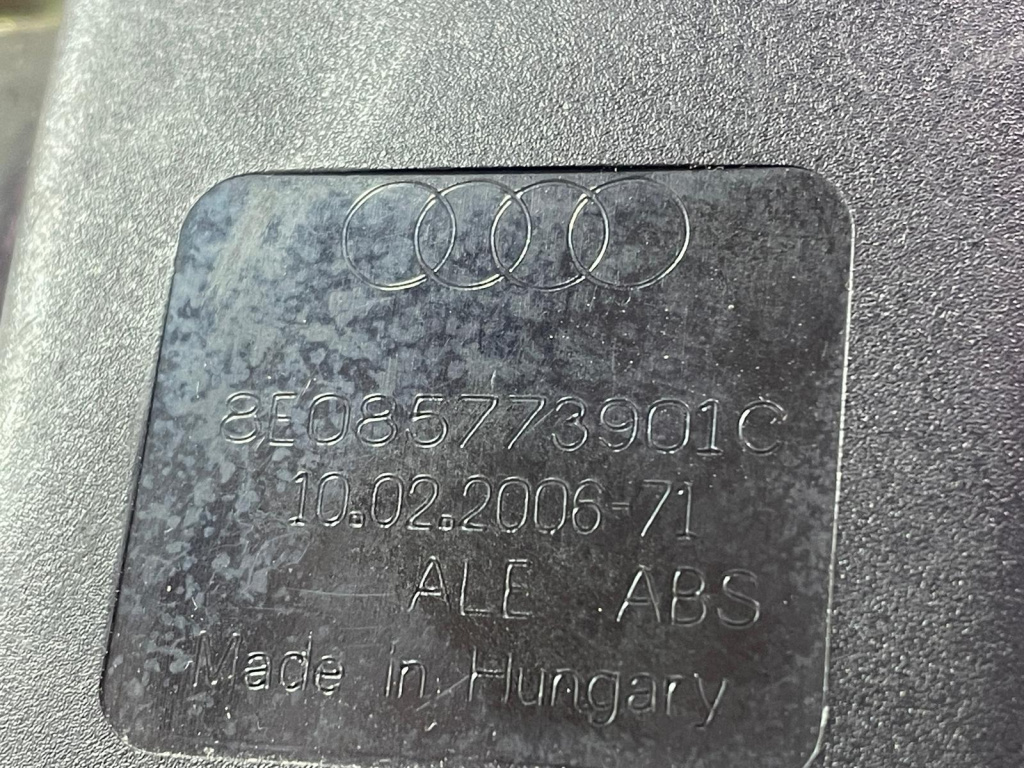 8E085773901C
10.02.2006-71
ALE ABS
Made in Hungary